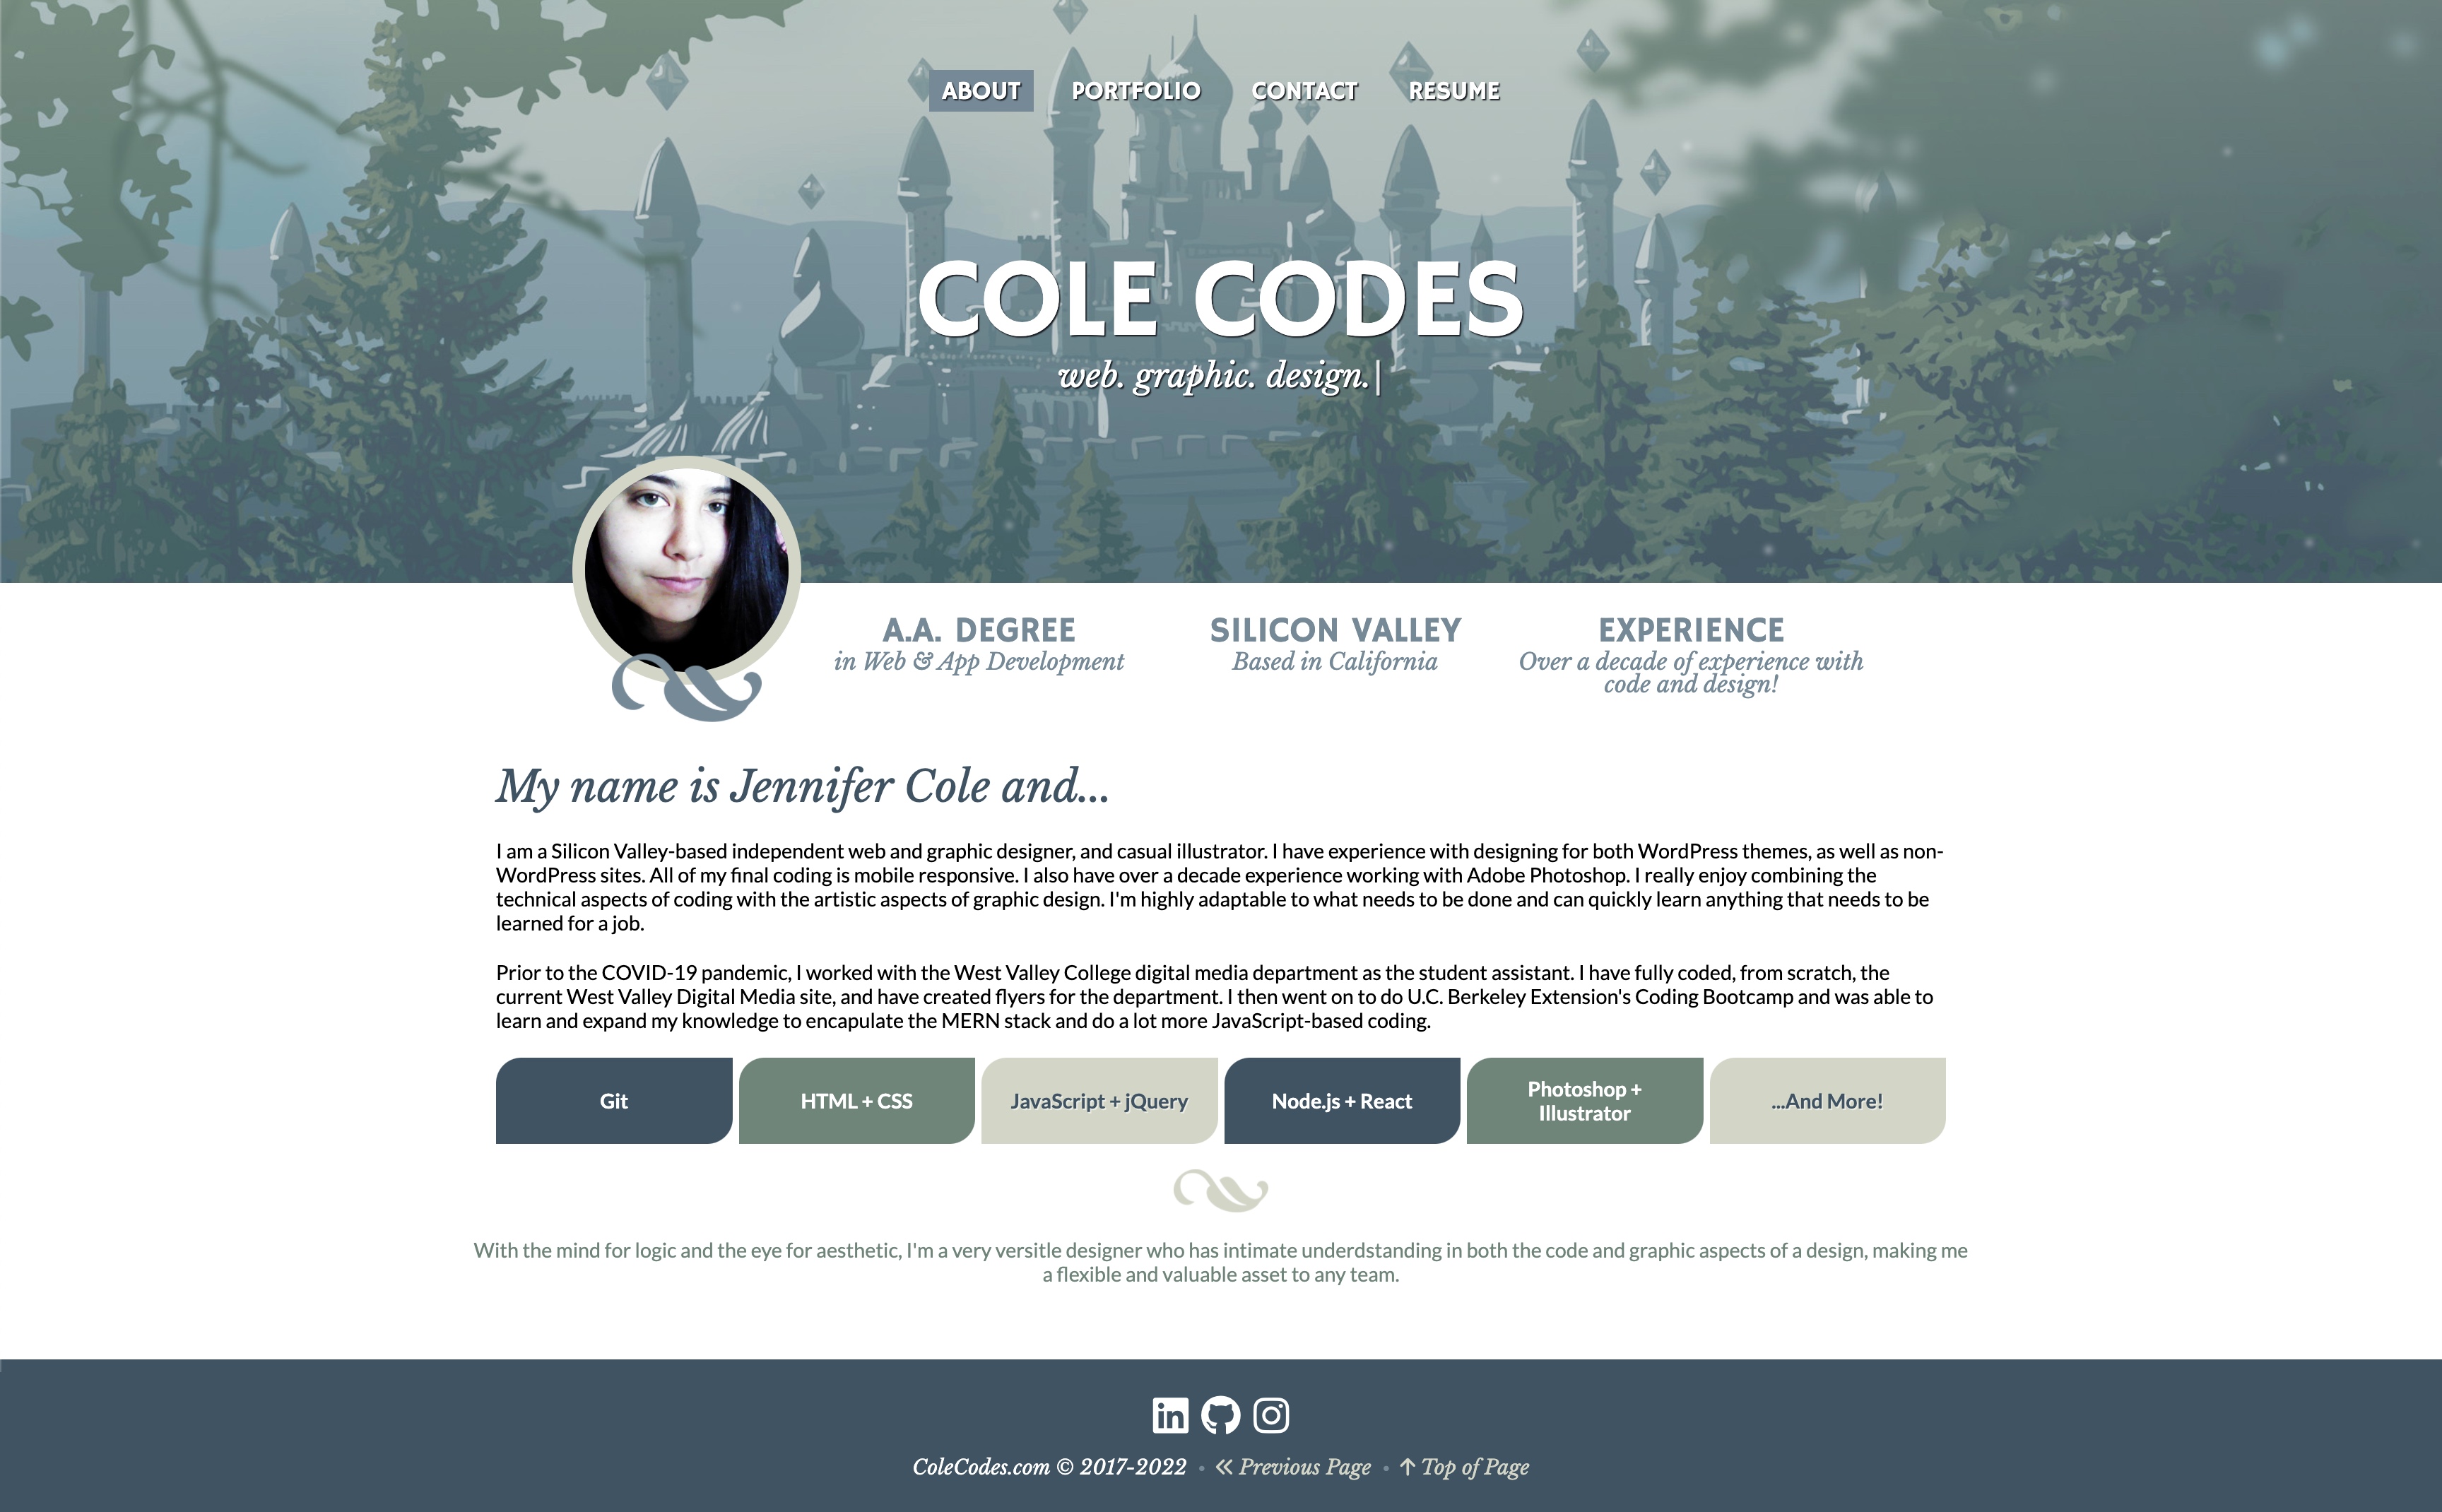 ABOUT PORTFOLIO CONTACT RESUME
COLE CODES
web. graphic. design.|
A.A. DEGREE
in Web & App Development
SILICON VALLEY
Based in California
EXPERIENCE
Over a decade of experience with
code and design!
My name is Jennifer Cole and...
I am a Silicon Valley-based independent web and graphic designer, and casual illustrator. I have experience with designing for both WordPress themes, as well as non-
WordPress sites. All of my final coding is mobile responsive. I also have over a decade experience working with Adobe Photoshop. I really enjoy combining the
technical aspects of coding with the artistic aspects of graphic design. I'm highly adaptable to what needs to be done and can quickly learn anything that needs to be
learned for a job.
Prior to the COVID-19 pandemic, I worked with the West Valley College digital media department as the student assistant. I have fully coded, from scratch, the
current West Valley Digital Media site, and have created flyers for the department. I then went on to do U.C. Berkeley Extension's Coding Bootcamp and was able to
learn and expand my knowledge to encapulate the MERN stack and do a lot more JavaScript-based coding.
Git
HTML + CSS
JavaScript + jQuery
Node.js + React
Photoshop +
Illustrator
...And More!
With the mind for logic and the eye for aesthetic, I'm a very versitle designer who has intimate underdstanding in both the code and graphic aspects of a design, making me
a flexible and valuable asset to any team.
in
ColeCodes.com © 2017-2022 • « Previous Page • ↑ Top of Page